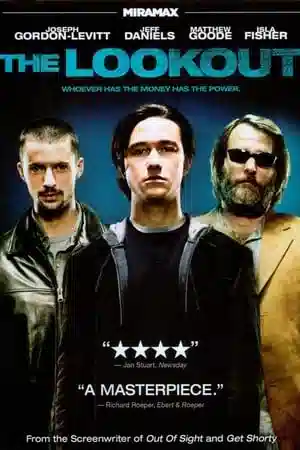 MIRAMAX
JOSEPH GORDON-LEVITT
JEFF DANIELS
MATTHEW GOODE
ISLA FISHER
THE LOOKOUT
WHOEVER HAS THE MONEY HAS THE POWER.
“★★★★”
— Jan Stuart, Newsday
“A MASTERPIECE.”
— Richard Roeper, Ebert & Roeper
From the Screenwriter of Out Of Sight and Get Shorty